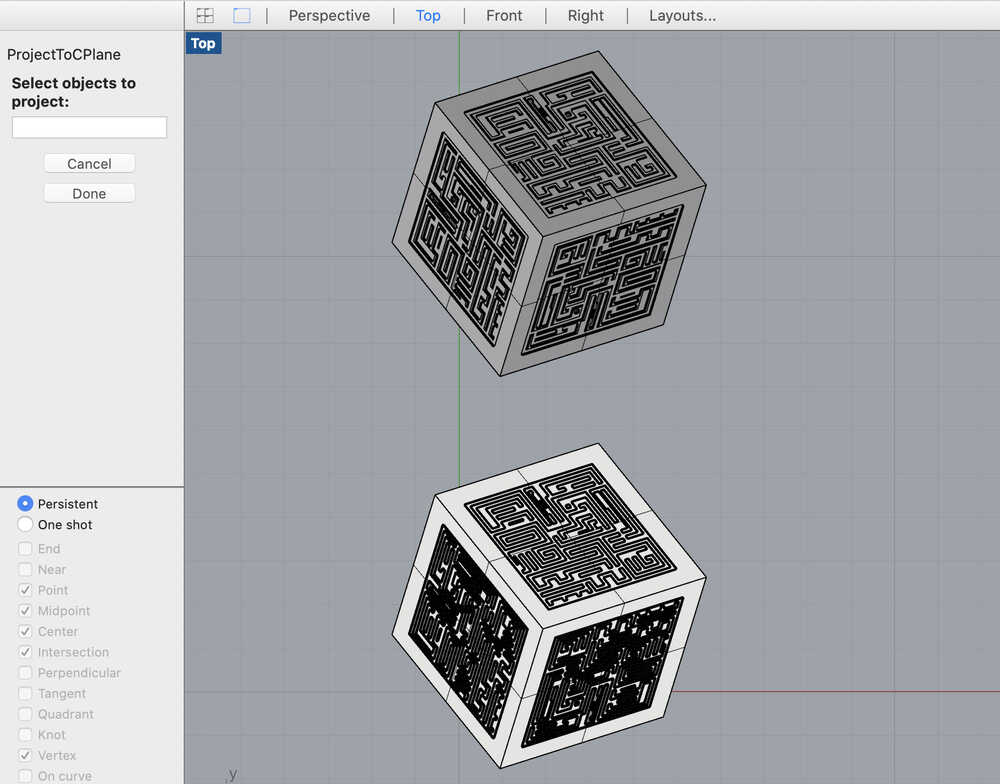 Perspective
Top
Front
Right
Layouts...
Top
ProjectToCPlane
Select objects to
project:
Cancel
Done
Persistent
One shot
End
Near
Point
Midpoint
Center
Intersection
Perpendicular
Tangent
Quadrant
Knot
Vertex
On curve
y